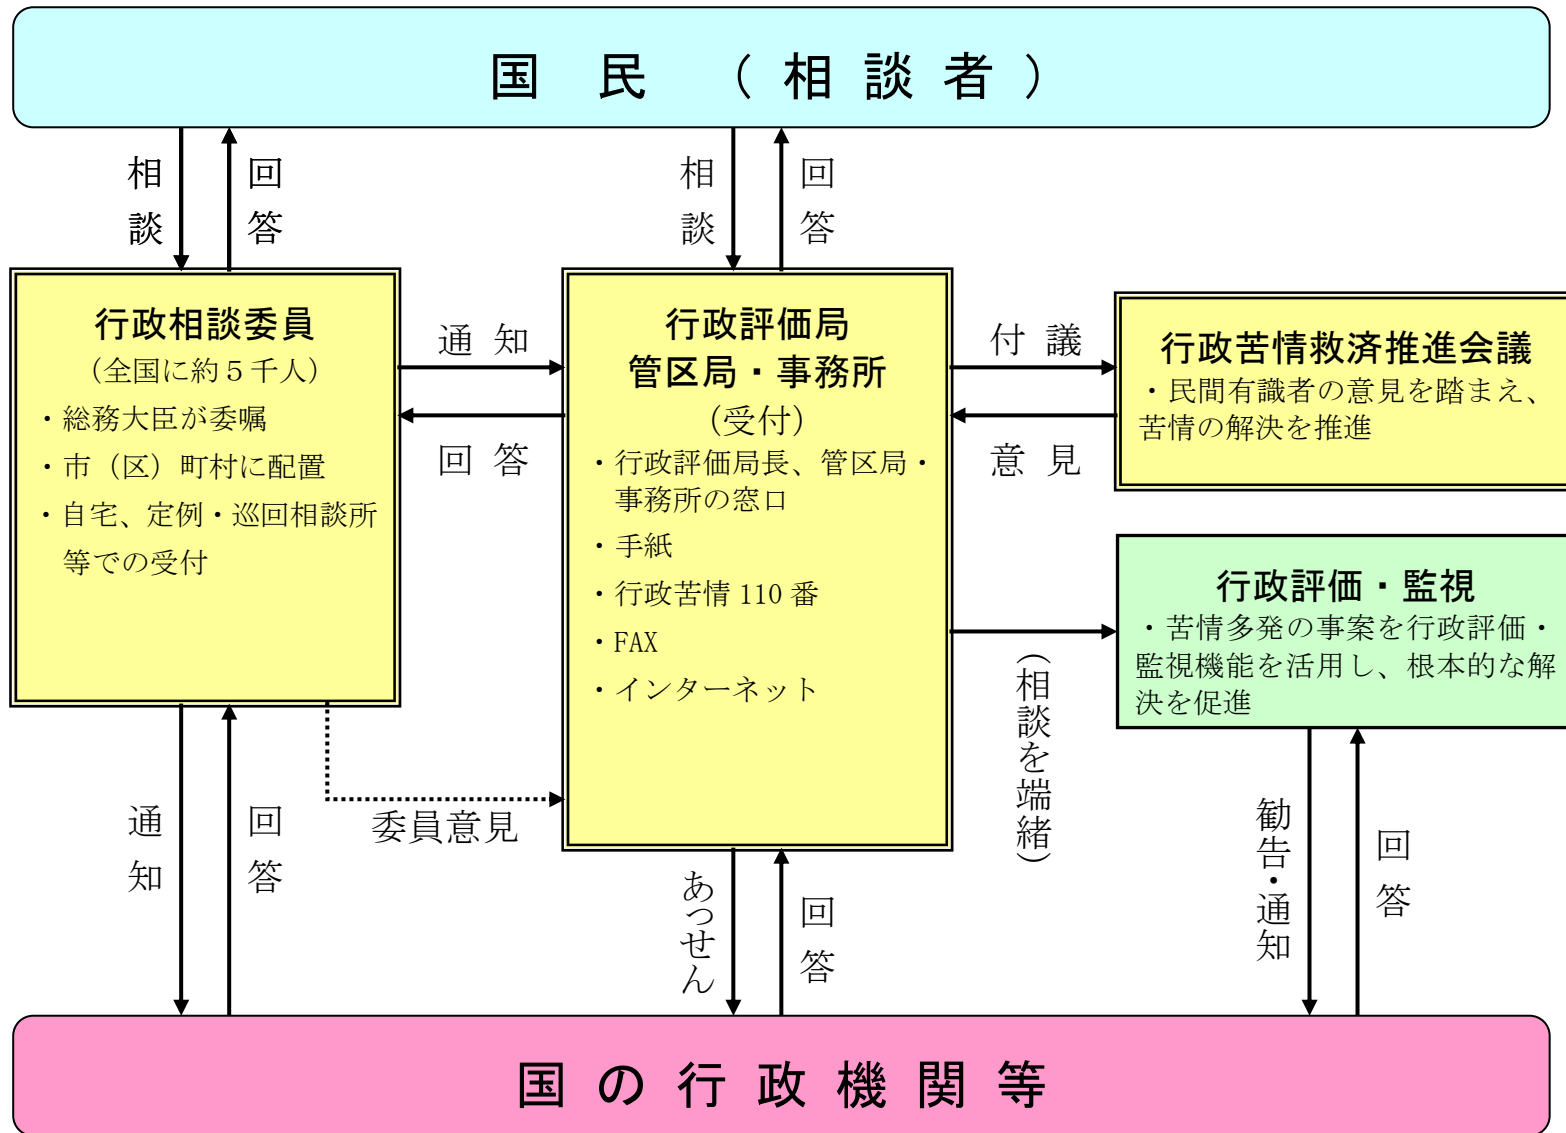 国 民 （ 相 談 者 ）
相談
回答
相談
回答
行政相談委員
（全国に約５千人）
・総務大臣が委嘱
・市（区）町村に配置
・自宅、定例・巡回相談所
等での受付
通 知
回 答
行政評価局
管区局・事務所
（受付）
・行政評価局長、管区局・
事務所の窓口
・手紙
・行政苦情 110 番
・FAX
・インターネット
付 議
意 見
行政苦情救済推進会議
・民間有識者の意見を踏まえ、
苦情の解決を推進
行政評価・監視
・苦情多発の事案を行政評価・
監視機能を活用し、根本的な解
決を促進
（相談を端緒）
委員意見
通知
回答
あっせん
回答
勧告・通知
回答
国 の 行 政 機 関 等